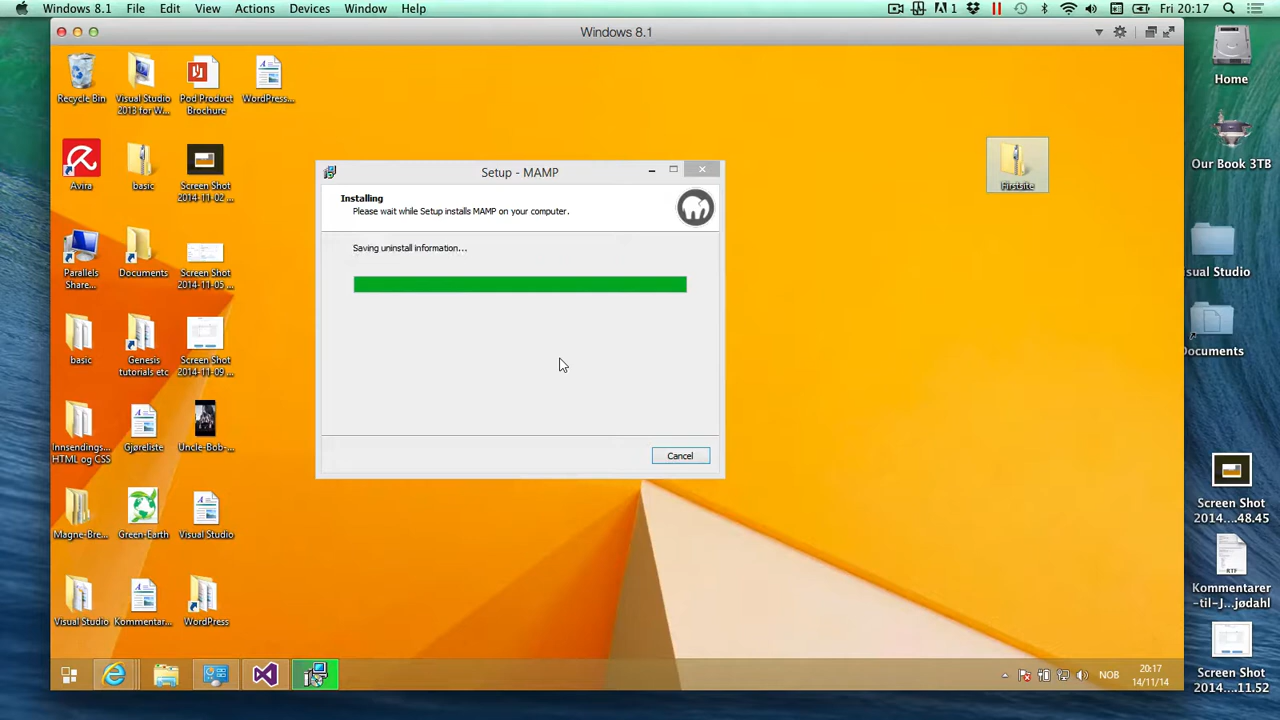 Windows 8.1 File Edit View Actions Devices Window Help
1 Fri 20:17
Windows 8.1
Recycle Bin
Visual Studio
2013 for W...
Pod Product
Brochure
WordPress...
Home
Avira
basic
Screen Shot
2014-11-02
...
Firstsite
Our Book 3TB
Setup - MAMP
Installing
Please wait while Setup installs MAMP on your computer.
Saving uninstall information...
Cancel
Parallels
Share...
Documents
Screen Shot
2014-11-05 ...
sual Studio
basic
Genesis
tutorials etc
Screen Shot
2014-11-09 ...
Documents
Innsendings...
HTML og CSS
Gjøreliste
Uncle-Bob-...
Magne-Bre...
Green-Earth
Visual Studio
Screen Shot
2014....48.45
RTF
Kommentarer
-til-J...jødahl
Visual Studio
Kommentar...
WordPress
Screen Shot
2014....11.52
NOB
20:17
14/11/14